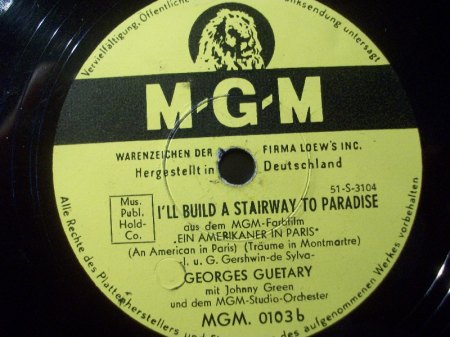 Vervielfältigung, Öffentlicher
untersagt
M-G-M
WARENZEICHEN DER FIRMA LOEW'S INC.
Hergestellt in Deutschland
51-S-3104
Mus. Publ. Hold- Co.
I'LL BUILD A STAIRWAY TO PARADISE
aus dem MGM-Farbfilm
„EIN AMERIKANER IN PARIS"
(An American in Paris) (Träume in Montmartre)
u. G. Gershwin-de Sylva-
GEORGES GUETARY
mit Johnny Green
und dem MGM-Studio-Orchester
MGM. 0103 b
Alle Rechte des Plattenherstellers und des aufgenommenen Werkes vorbehalten